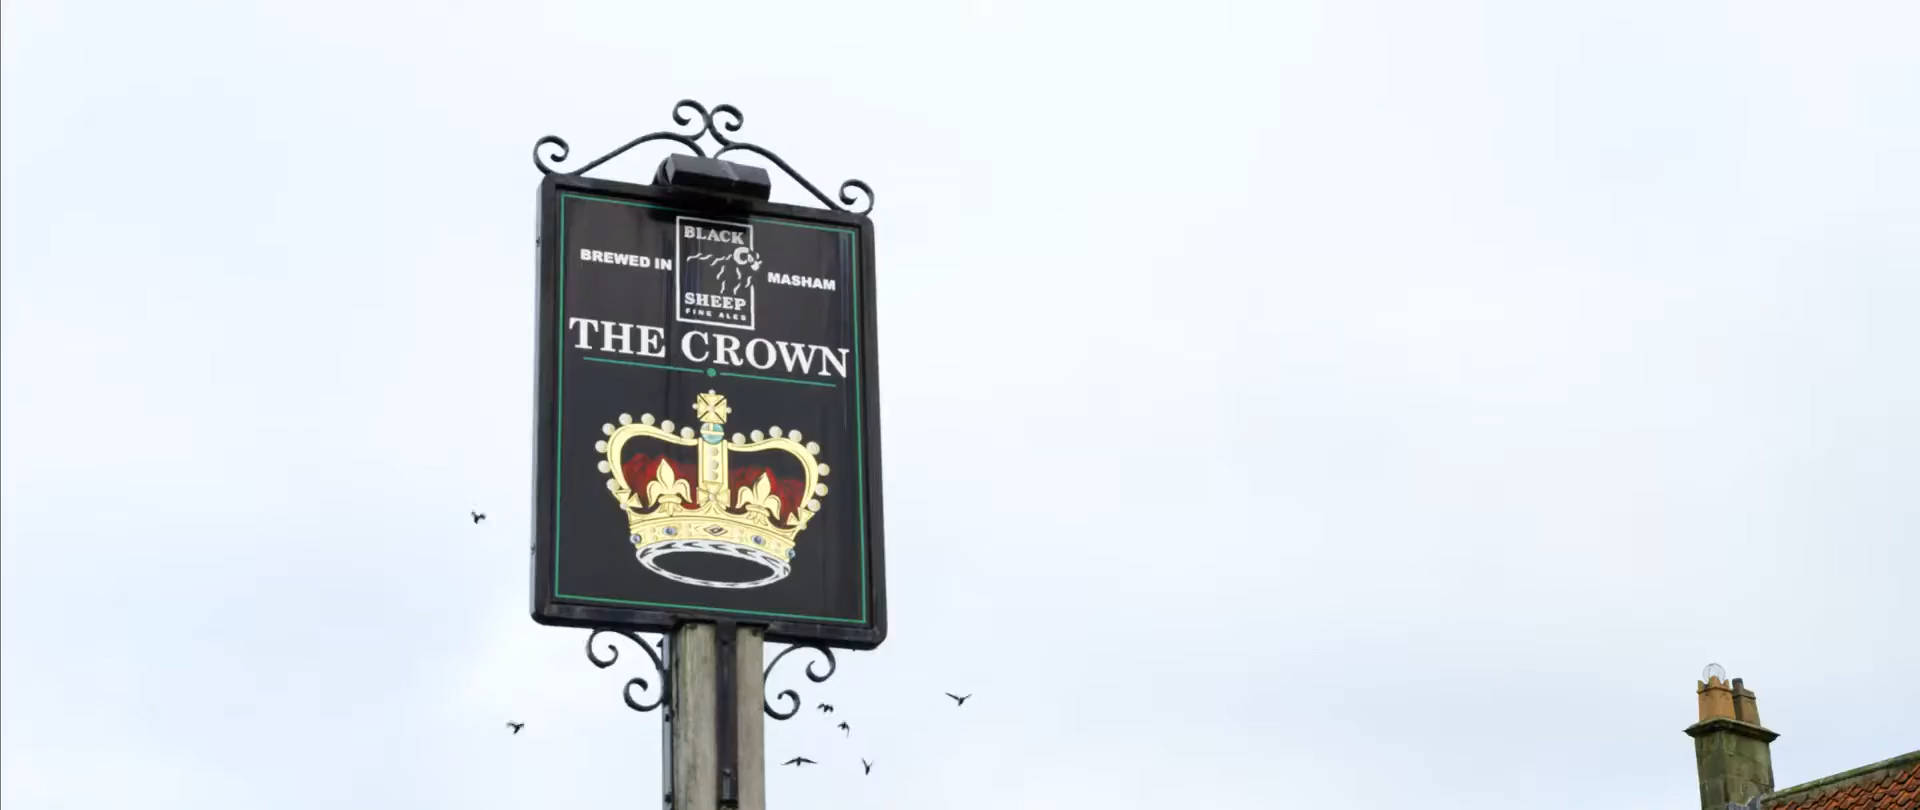 BLACK
BREWED IN
MASHAM
SHEEP
FINE ALES
THE CROWN